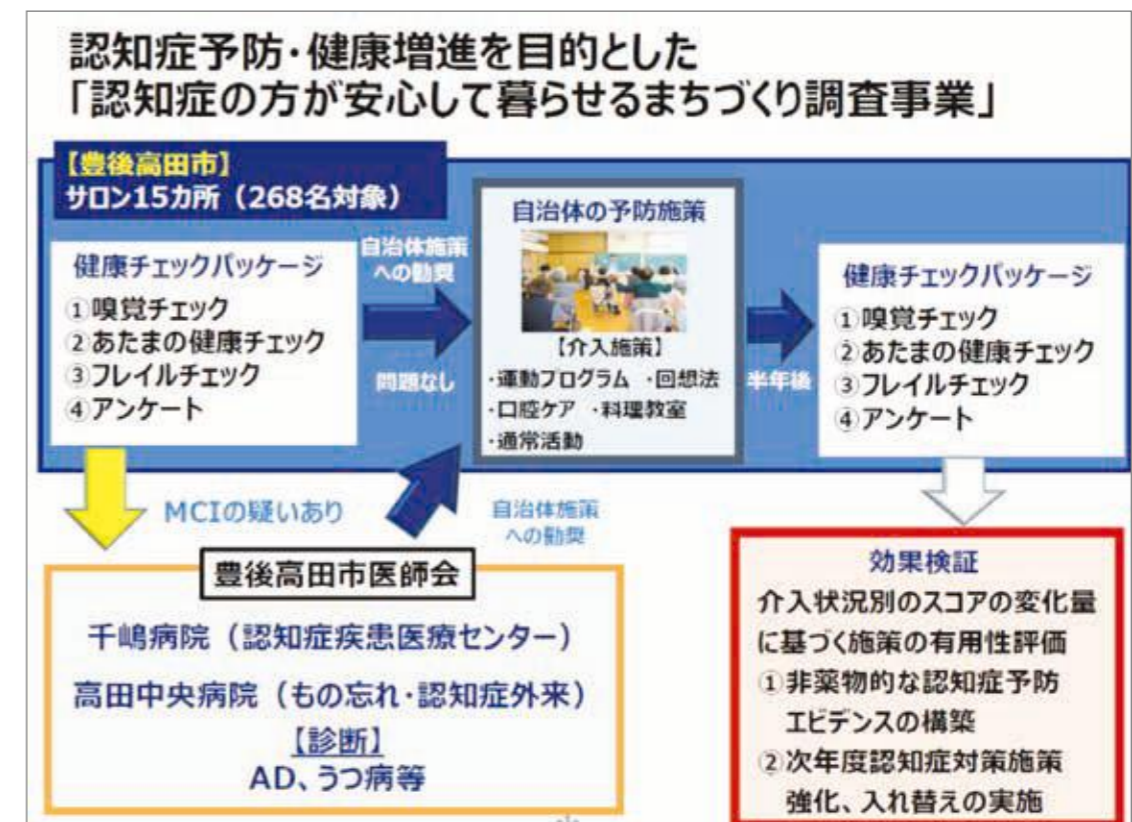 認知症予防・健康増進を目的とした
「認知症の方が安心して暮らせるまちづくり調査事業」
【豊後高田市】
サロン15カ所（268名対象）
健康チェックパッケージ
①嗅覚チェック
②あたまの健康チェック
③フレイルチェック
④アンケート
自治体施策
への勧奨
問題なし
自治体の予防施策
【介入施策】
・運動プログラム ・回想法
・口腔ケア ・料理教室
・通常活動
半年後
健康チェックパッケージ
①嗅覚チェック
②あたまの健康チェック
③フレイルチェック
④アンケート
MCIの疑いあり
自治体施策
への勧奨
豊後高田市医師会
千嶋病院（認知症疾患医療センター）
高田中央病院（もの忘れ・認知症外来）
【診断】
AD、うつ病等
効果検証
介入状況別のスコアの変化量
に基づく施策の有用性評価
①非薬物的な認知症予防
エビデンスの構築
②次年度認知症対策施策
強化、入れ替えの実施